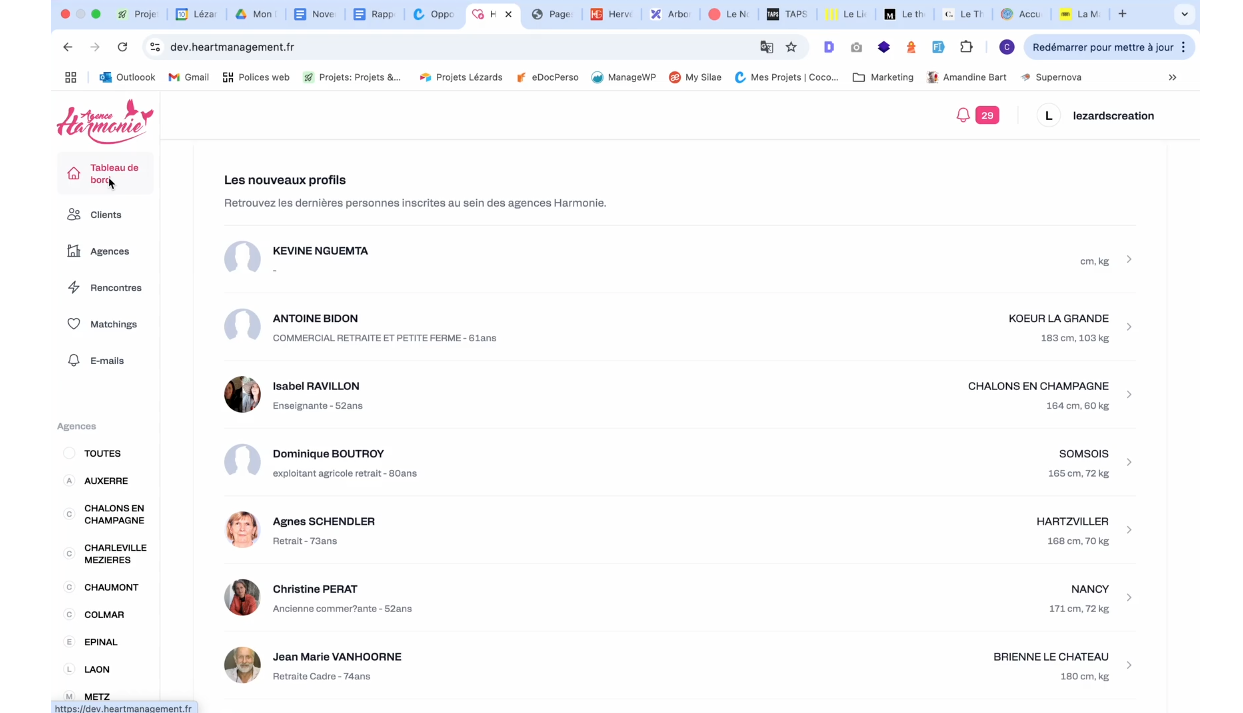 Proje
Lézar
Mon
Nove
Rapp
Oppo
H
Page
Hervé
Arbo
Le No
TAPS TAPS
Le Lie
Le th
Le Th
Accu
La Ma
dev.heartmanagement.fr
Redémarrer pour mettre à jour
Outloock
Gmail
Polices web
Projets: Projets &...
Projets Lézards
eDocPerso
ManageWP
My Silae
Mes Projets | Coco...
Marketing
Amandine Bart
Supernova
Agence
Harmonie
29
L
lezardscreation
Tableau de
bord
Clients
Agences
Rencontres
Matchings
E-mails
Agences
TOUTES
A AUXERRE
C CHALONS EN
CHAMPAGNE
C CHARLEVILLE
MEZIERES
C CHAUMONT
C COLMAR
E EPINAL
L LAON
M METZ
https://dev.heartmanagement.fr
Les nouveaux profils
Retrouvez les dernières personnes inscrites au sein des agences Harmonie.
KEVINE NGUEMTA
-
cm, kg
ANTOINE BIDON
COMMERCIAL RETRAITE ET PETITE FERME - 61ans
KOEUR LA GRANDE
183 cm, 103 kg
Isabel RAVILLON
Enseignante - 52ans
CHALONS EN CHAMPAGNE
164 cm, 60 kg
Dominique BOUTROY
exploitant agricole retrait - 80ans
SOMSOIS
165 cm, 72 kg
Agnes SCHENDLER
Retrait - 73ans
HARTZVILLER
168 cm, 70 kg
Christine PERAT
Ancienne commer?ante - 52ans
NANCY
171 cm, 72 kg
Jean Marie VANHOORNE
Retraite Cadre - 74ans
BRIENNE LE CHATEAU
180 cm, kg